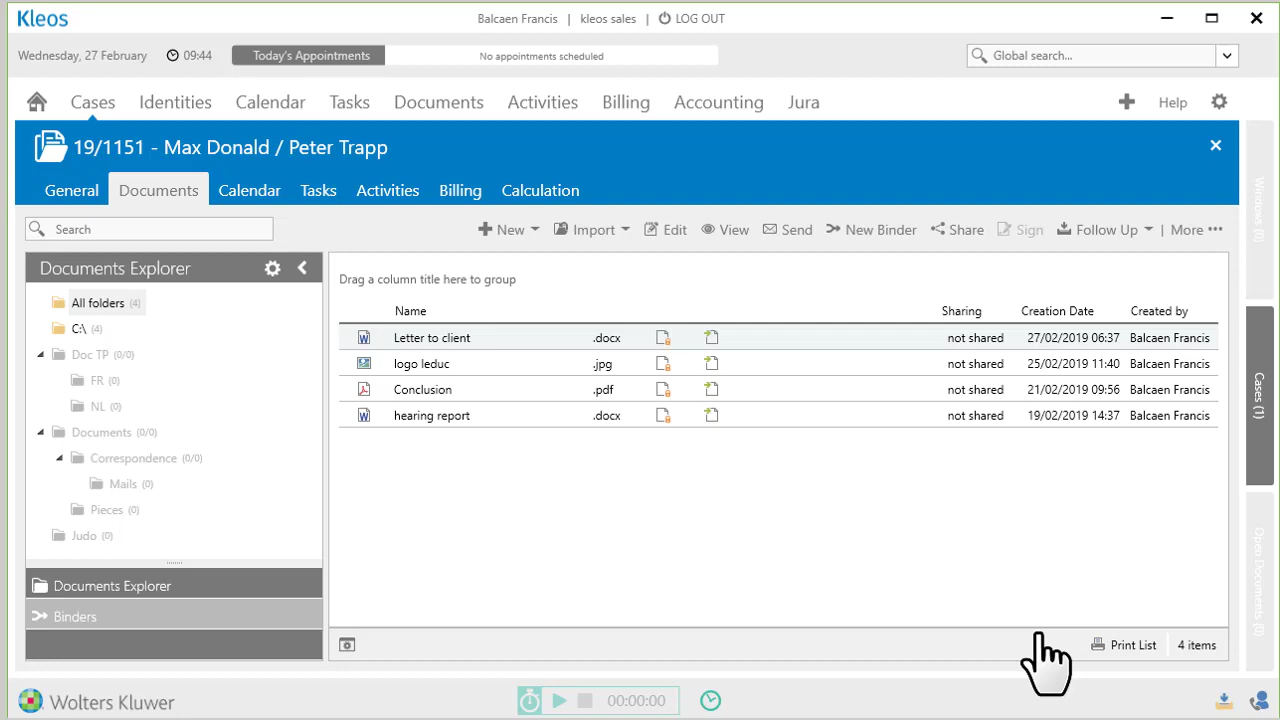 Kleos
Balcaen Francis | kleos sales | LOG OUT
Wednesday, 27 February 09:44 Today's Appointments No appointments scheduled Global search...
Cases Identities Calendar Tasks Documents Activities Billing Accounting Jura Help
19/1151 - Max Donald / Peter Trapp
General Documents Calendar Tasks Activities Billing Calculation
Search New Import Edit View Send New Binder Share Sign Follow Up | More
Documents Explorer
Drag a column title here to group
All folders (4)
C:\ (4)
Doc TP (0/0)
FR (0)
NL (0)
Documents (0/0)
Correspondence (0/0)
Mails (0)
Pieces (0)
Judo (0)
Documents Explorer
Binders
Name Sharing Creation Date Created by
Letter to client .docx not shared 27/02/2019 06:37 Balcaen Francis
logo leduc .jpg not shared 25/02/2019 11:40 Balcaen Francis
Conclusion .pdf not shared 21/02/2019 09:56 Balcaen Francis
hearing report .docx not shared 19/02/2019 14:37 Balcaen Francis
Print List 4 items
Windows (0)
Cases (1)
Open Documents (0)
Wolters Kluwer 00:00:00